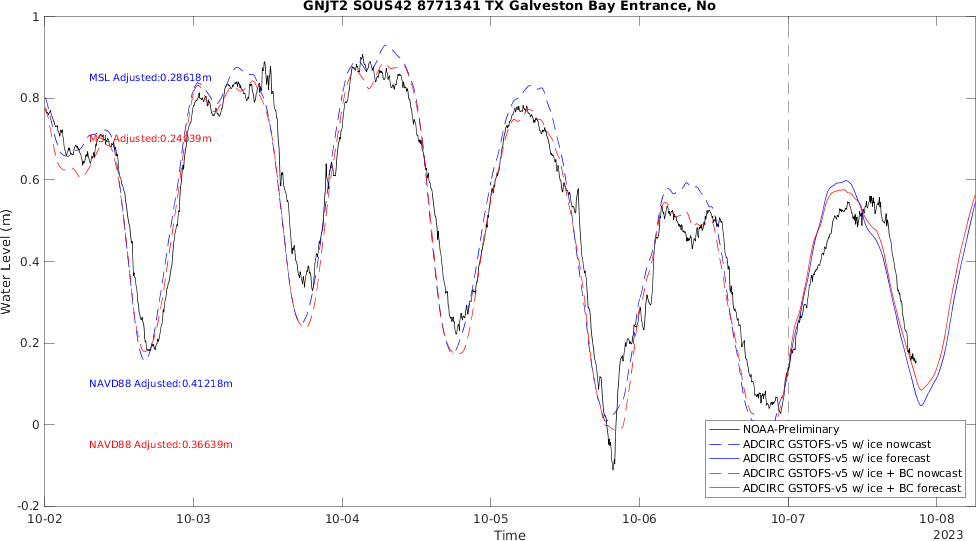 GNJT2 SOUS42 8771341 TX Galveston Bay Entrance, No
Water Level (m)
1
0.8
0.6
0.4
0.2
0
-0.2
MSL Adjusted:0.28618m
MSL Adjusted:0.24039m
NAVD88 Adjusted:0.41218m
NAVD88 Adjusted:0.36639m
NOAA-Preliminary
ADCIRC GSTOFS-v5 w/ ice nowcast
ADCIRC GSTOFS-v5 w/ ice forecast
ADCIRC GSTOFS-v5 w/ ice + BC nowcast
ADCIRC GSTOFS-v5 w/ ice + BC forecast
10-02 10-03 10-04 10-05 10-06 10-07 10-08
Time
2023